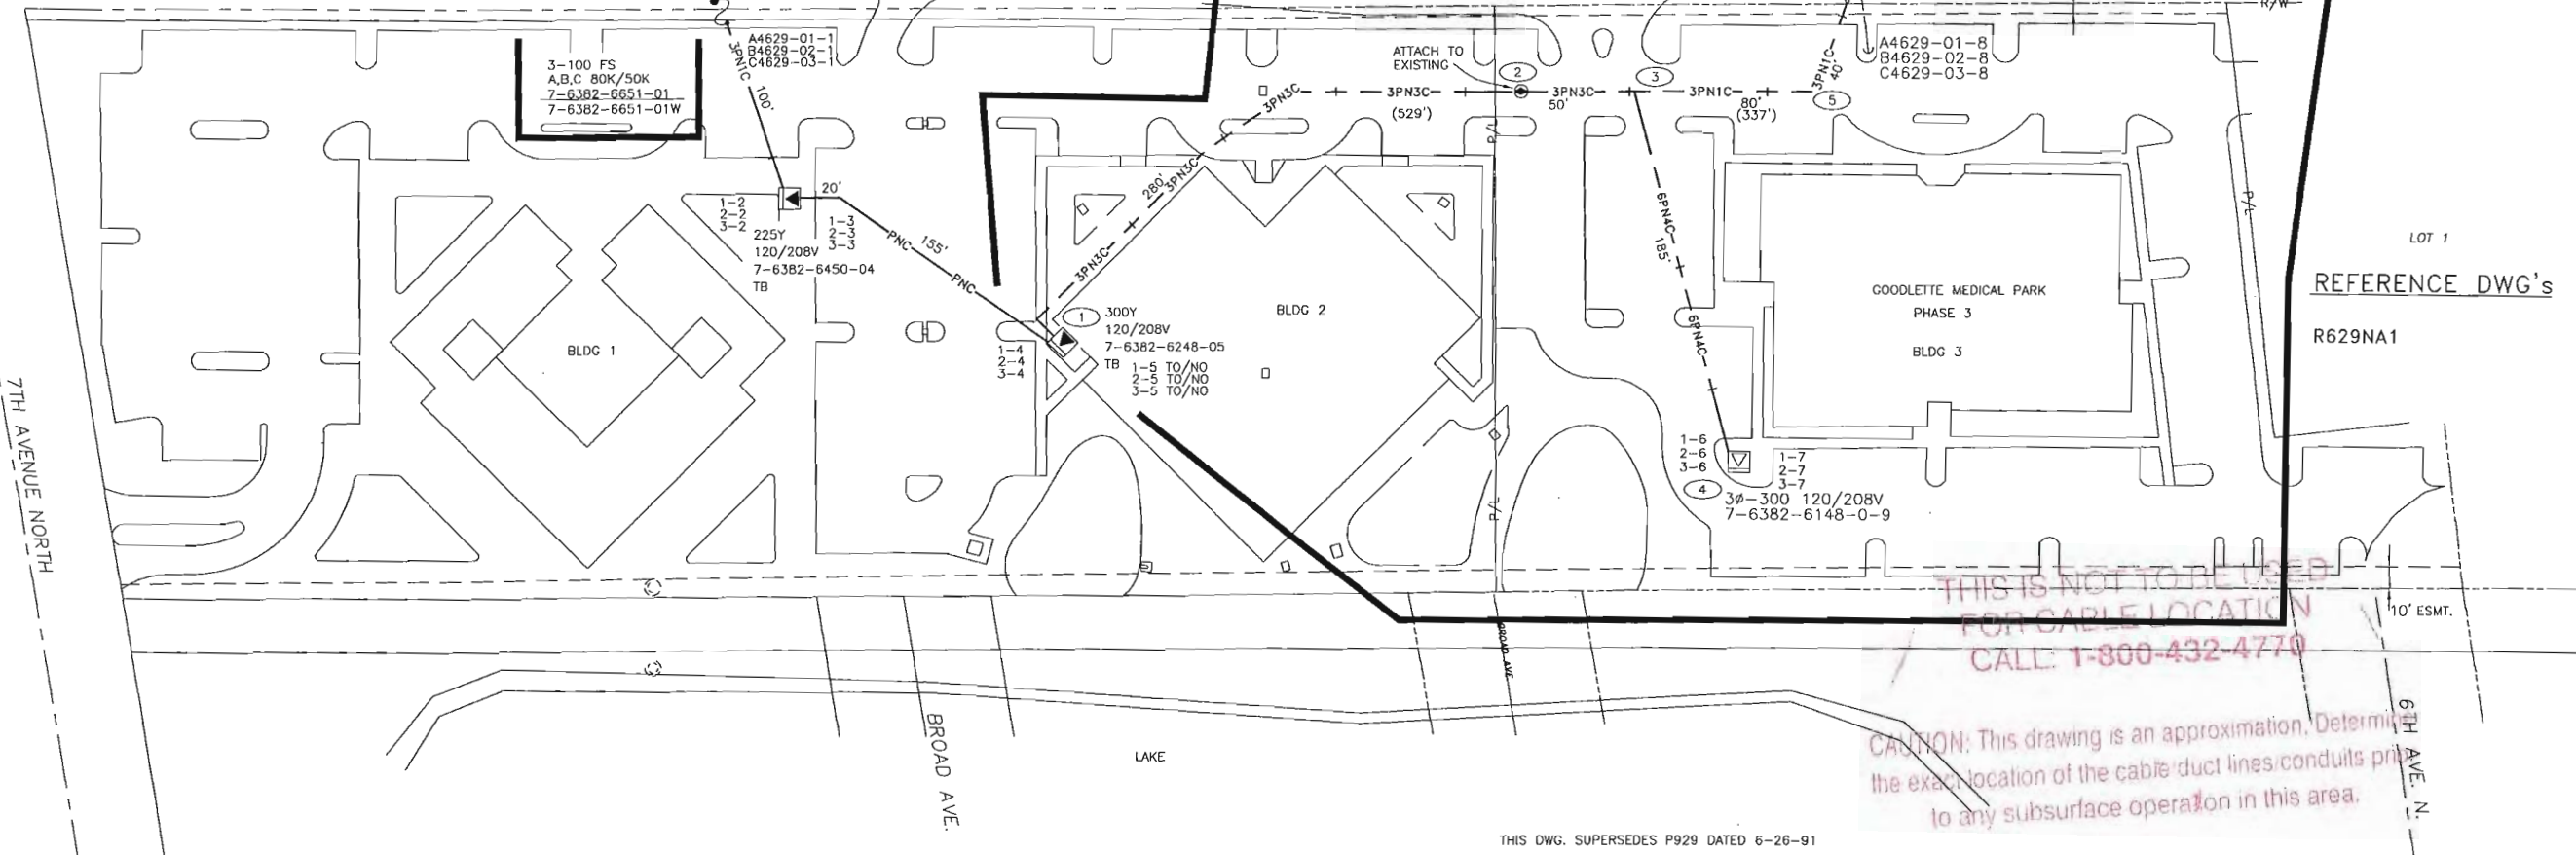 R/W
A4629-01-1
B4629-02-1
C4629-03-1
3PN1C
100'
3-100 FS
A,B,C 80K/50K
7-6382-6651-01
7-6382-6651-01W
ATTACH TO
EXISTING
2
3
A4629-01-8
B4629-02-8
C4629-03-8
3PN1C
40'
5
3PN3C
3PN3C
(529')
3PN3C
50'
3PN1C
80'
(337')
P/L
280'
3PN3C
3PN3C
20'
1-2
2-2
3-2
1-3
2-3
3-3
225Y
120/208V
7-6382-6450-04
TB
PNC
155'
PNC
6PN4C
185'
6PN4C
P/L
LOT 1
REFERENCE DWG's
R629NA1
GOODLETTE MEDICAL PARK
PHASE 3
BLDG 3
BLDG 1
BLDG 2
1
300Y
120/208V
7-6382-6248-05
TB
1-5 TO/NO
2-5 TO/NO
3-5 TO/NO
1-4
2-4
3-4
1-6
2-6
3-6
1-7
2-7
3-7
4
3ø-300 120/208V
7-6382-6148-0-9
P/L
7TH AVENUE NORTH
THIS IS NOT TO BE USED
FOR CABLE LOCATION
CALL: 1-800-432-4770
10' ESMT.
BROAD AVE
BROAD AVE.
LAKE
6TH AVE. N.
CAUTION: This drawing is an approximation, Determine
the exact location of the cable duct lines/conduits prior
to any subsurface operation in this area.
THIS DWG. SUPERSEDES P929 DATED 6-26-91